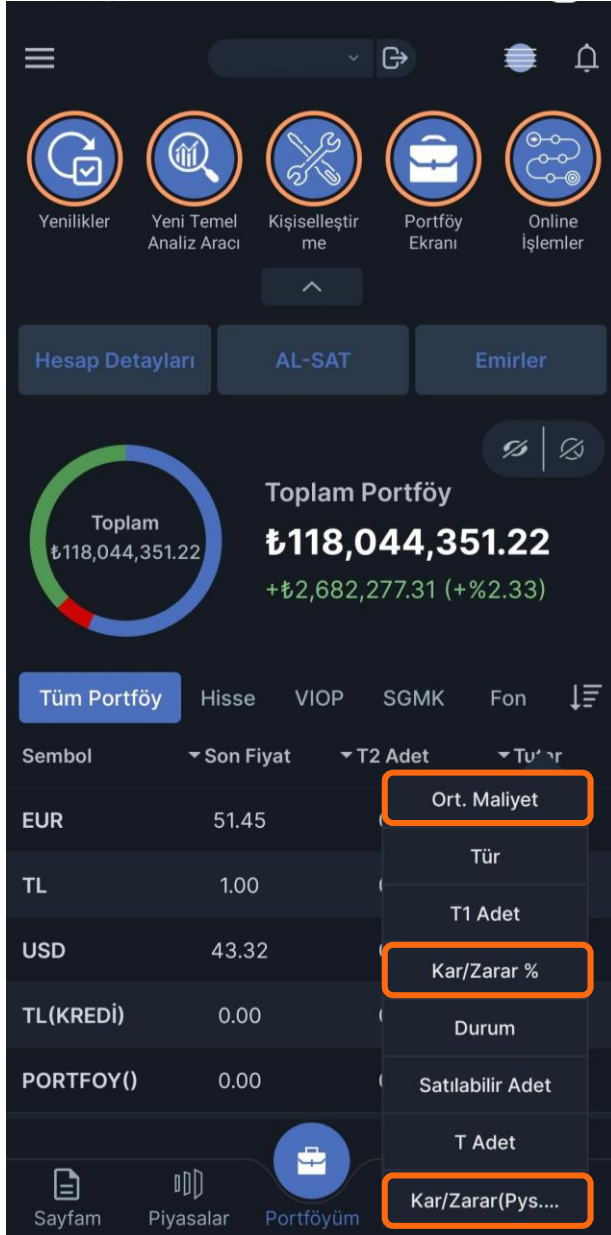 Yenilikler
Yeni Temel
Analiz Aracı
Kişiselleştir
me
Portföy
Ekranı
Online
İşlemler
Hesap Detayları
AL-SAT
Emirler
Toplam
₺118,044,351.22
Toplam Portföy
₺118,044,351.22
+₺2,682,277.31 (+%2.33)
Tüm Portföy Hisse VIOP SGMK Fon
Sembol Son Fiyat T2 Adet Tutar
EUR 51.45
TL 1.00
USD 43.32
TL(KREDİ) 0.00
PORTFOY() 0.00
Ort. Maliyet
Tür
T1 Adet
Kar/Zarar %
Durum
Satılabilir Adet
T Adet
Kar/Zarar(Pys....
Sayfam Piyasalar Portföyüm